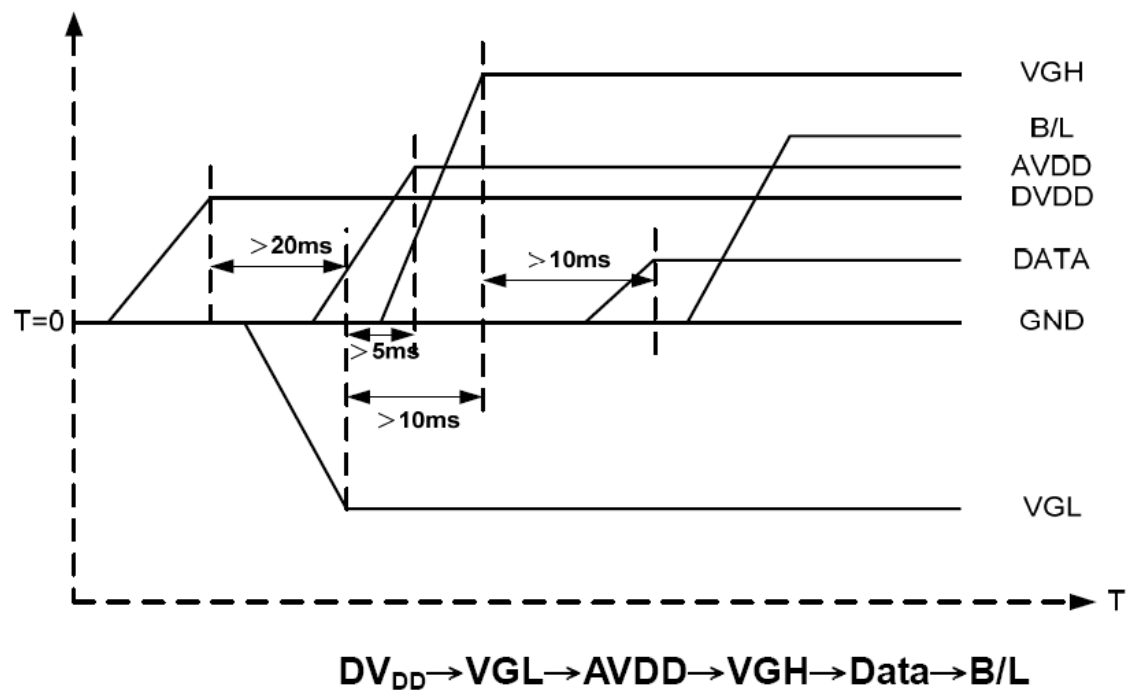 VGH
B/L
AVDD
DVDD
>20ms
>10ms
DATA
T=0
GND
>5ms
>10ms
VGL
T
DVDD→VGL→AVDD→VGH→Data→B/L